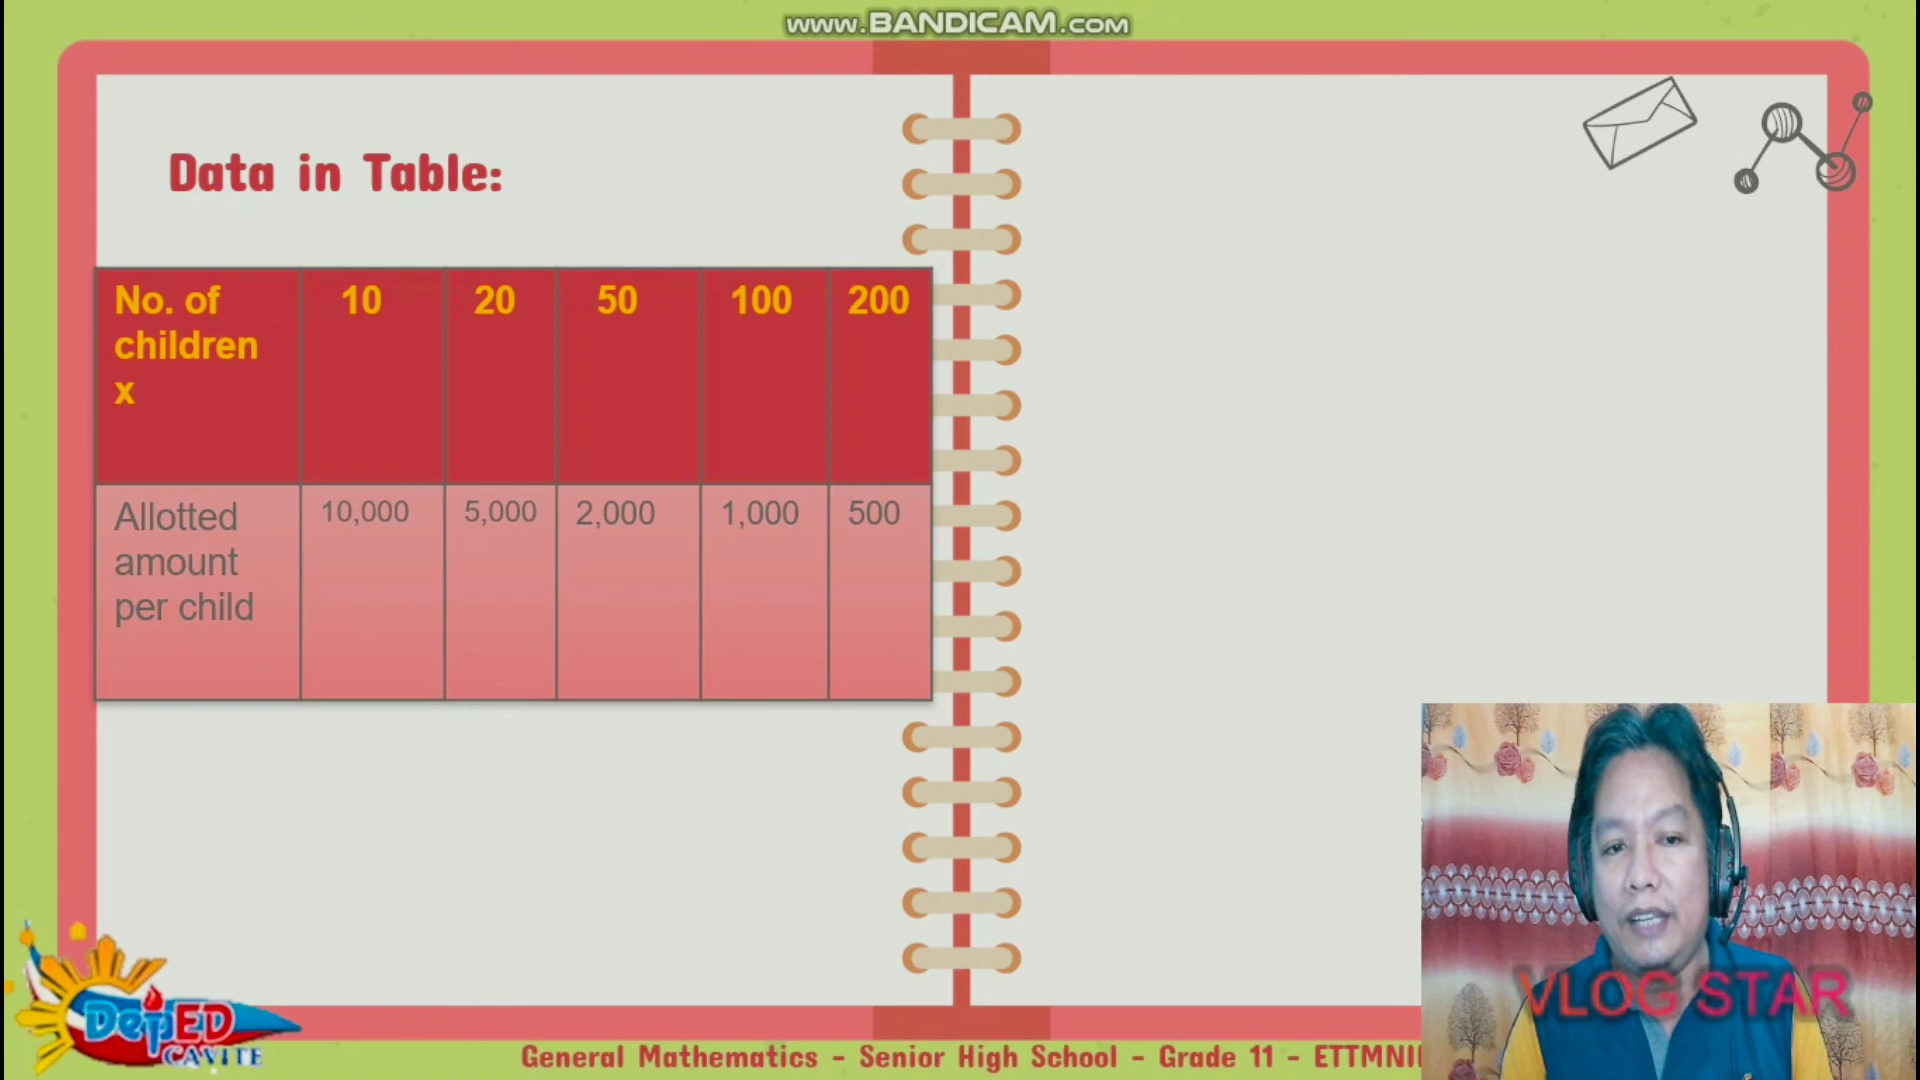 www.BANDICAM.com
Data in Table:
No. of children x 10 20 50 100 200
Allotted amount per child 10,000 5,000 2,000 1,000 500
DepED
CAVITE
VLOG STAR
General Mathematics - Senior High School - Grade 11 -